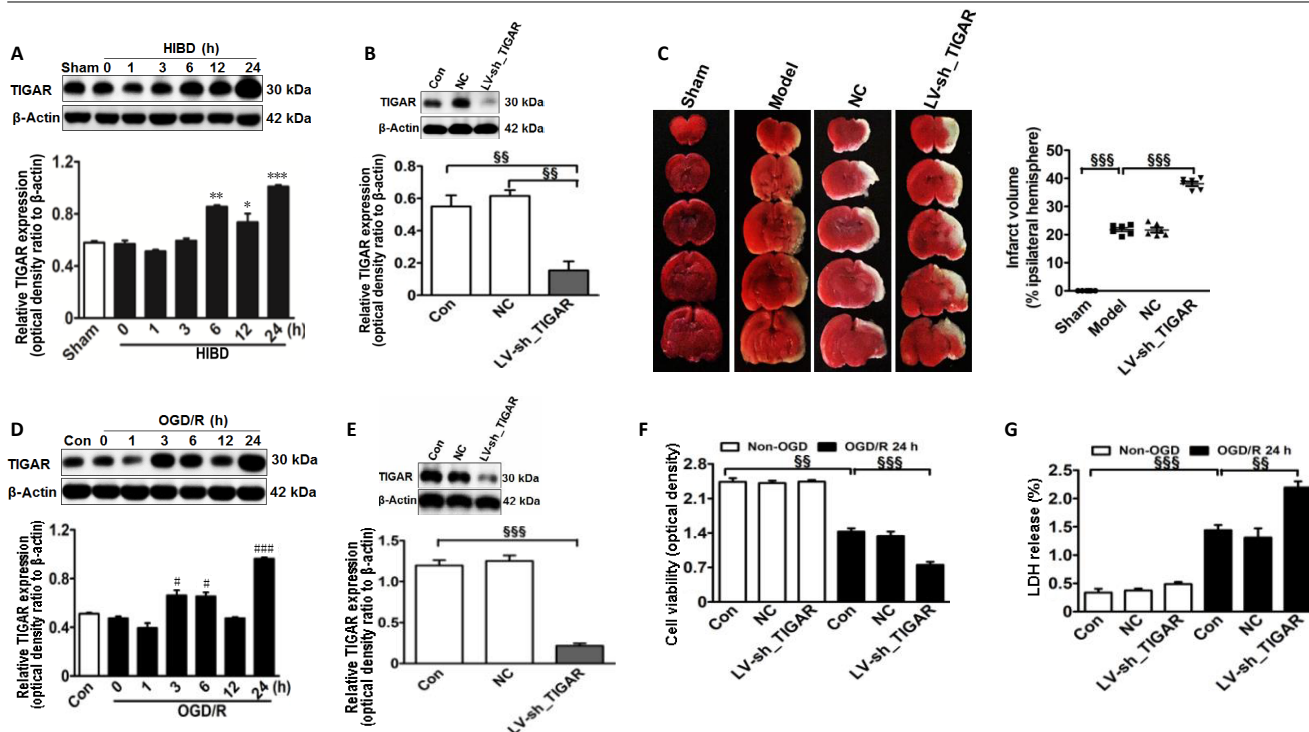 A
HIBD (h)
Sham 0 1 3 6 12 24
TIGAR 30 kDa
β-Actin 42 kDa
Relative TIGAR expression
(optical density ratio to β-actin)
1.2
0.9
0.6
0.3
0
** * ***
Sham 0 1 3 6 12 24 (h)
HIBD
B
Con NC LV-sh_TIGAR
TIGAR 30 kDa
β-Actin 42 kDa
Relative TIGAR expression
(optical density ratio to β-actin)
0.8
0.6
0.4
0.2
0
§§
§§
Con NC LV-sh_TIGAR
C
Sham Model NC LV-sh_TIGAR
Infarct volume
(% ipsilateral hemisphere)
50
40
30
20
10
0
§§§ §§§
Sham Model NC LV-sh_TIGAR
D
OGD/R (h)
Con 0 1 3 6 12 24
TIGAR 30 kDa
β-Actin 42 kDa
Relative TIGAR expression
(optical density ratio to β-actin)
1.2
0.8
0.4
0
# # ###
Con 0 1 3 6 12 24 (h)
OGD/R
E
Con NC LV-sh_TIGAR
TIGAR 30 kDa
β-Actin 42 kDa
Relative TIGAR expression
(optical density ratio to β-actin)
1.5
1.2
0.9
0.6
0.3
0
§§§
Con NC LV-sh_TIGAR
F
Non-OGD OGD/R 24 h
Cell viability (optical density)
2.8
2.1
1.4
0.7
0
§§ §§§
Con NC LV-sh_TIGAR Con NC LV-sh_TIGAR
G
Non-OGD OGD/R 24 h
LDH release (%)
2.5
2.0
1.5
0.5
0.5
0
§§§ §§
Con NC LV-sh_TIGAR Con NC LV-sh_TIGAR